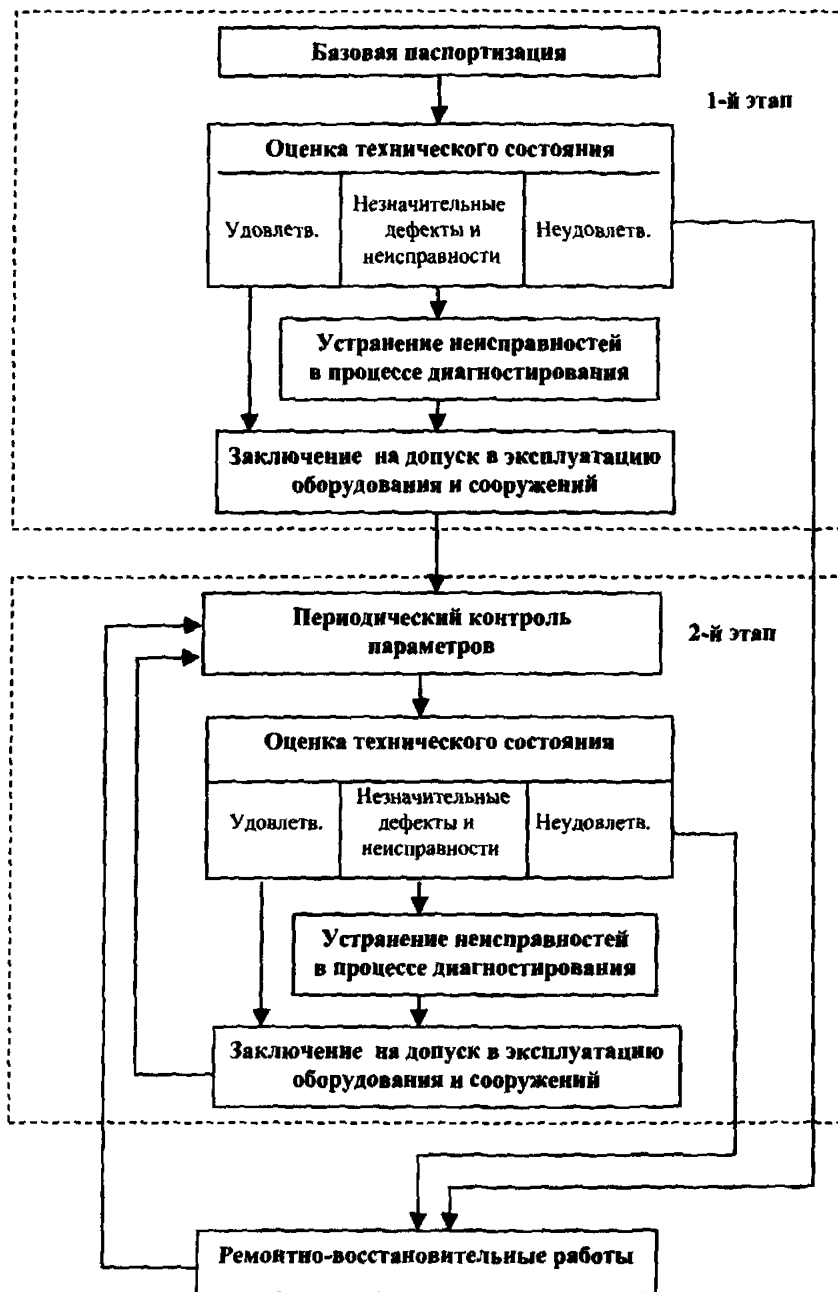 Базовая паспортизация
1-й этап
Оценка технического состояния
Удовлетв.
Незначительные
дефекты и
неисправности
Неудовлетв.
Устранение неисправностей
в процессе диагностирования
Заключение на допуск в эксплуатацию
оборудования и сооружений
Периодический контроль
параметров
2-й этап
Оценка технического состояния
Удовлетв.
Незначительные
дефекты и
неисправности
Неудовлетв.
Устранение неисправностей
в процессе диагностирования
Заключение на допуск в эксплуатацию
оборудования и сооружений
Ремонтно-восстановительные работы